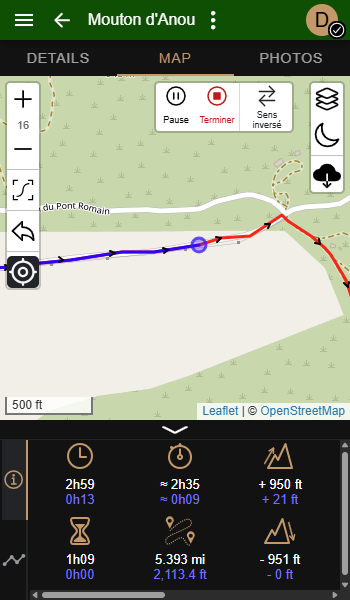 Mouton d'Anou
D
DETAILS
MAP
PHOTOS
16
Pause
Terminer
Sens
inversé
du Pont Romain
500 ft
Leaflet | © OpenStreetMap
2h59
≈ 2h35
+ 950 ft
0h13
≈ 0h09
+ 21 ft
1h09
5.393 mi
- 951 ft
0h00
2,113.4 ft
- 0 ft